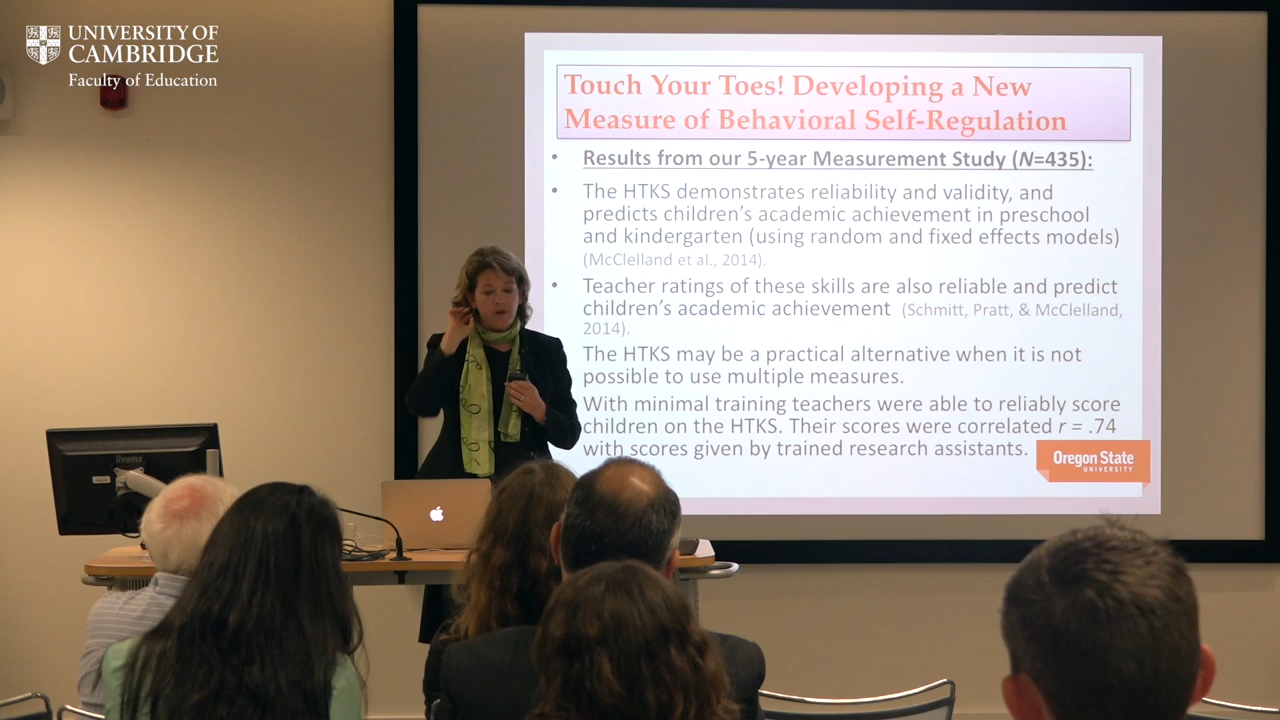 UNIVERSITY OF
CAMBRIDGE
Faculty of Education
Touch Your Toes! Developing a New
Measure of Behavioral Self-Regulation
• Results from our 5-year Measurement Study (N=435):
• The HTKS demonstrates reliability and validity, and
predicts children's academic achievement in preschool
and kindergarten (using random and fixed effects models)
(McClelland et al., 2014).
• Teacher ratings of these skills are also reliable and predict
children's academic achievement (Schmitt, Pratt, & McClelland,
2014).
The HTKS may be a practical alternative when it is not
possible to use multiple measures.
With minimal training teachers were able to reliably score
children on the HTKS. Their scores were correlated r = .74
with scores given by trained research assistants.
Oregon State
UNIVERSITY
iiyama